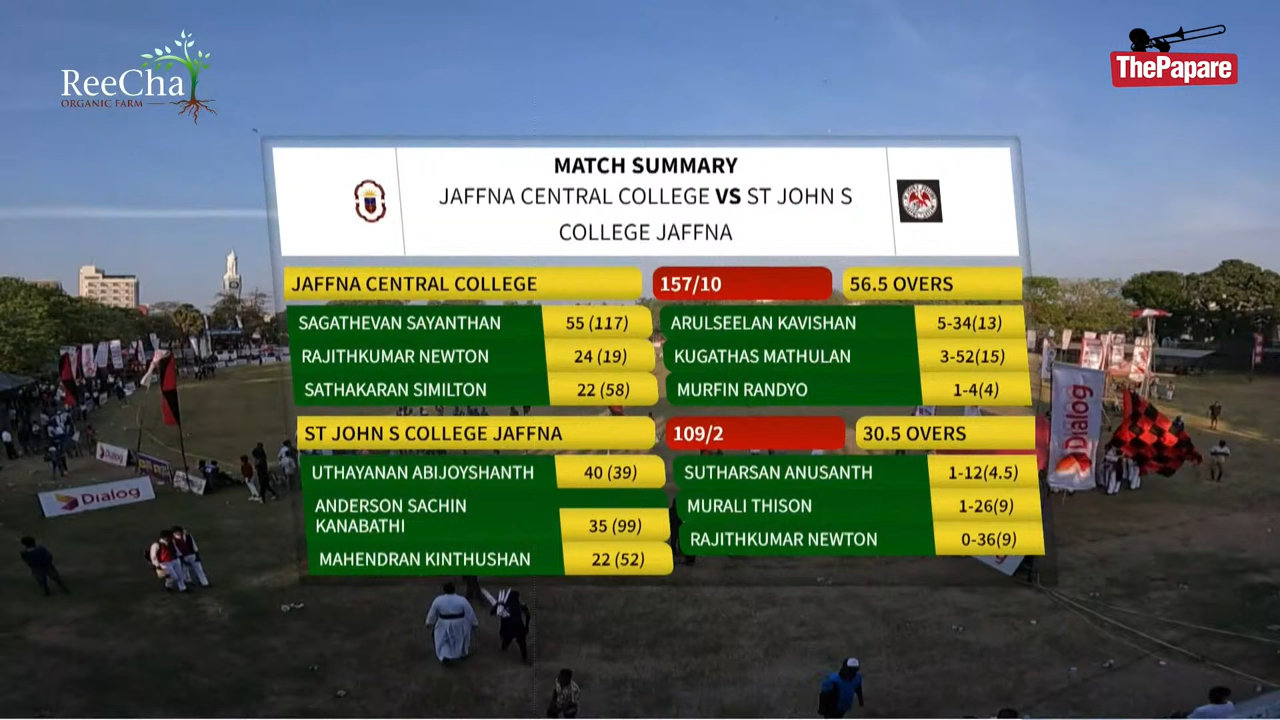 ReeCha
ORGANIC FARM
ThePapare
MATCH SUMMARY
JAFFNA CENTRAL COLLEGE VS ST JOHN S
COLLEGE JAFFNA
JAFFNA CENTRAL COLLEGE 157/10 56.5 OVERS
SAGATHEVAN SAYANTHAN 55 (117) ARULSEELAN KAVISHAN 5-34(13)
RAJITHKUMAR NEWTON 24 (19) KUGATHAS MATHULAN 3-52(15)
SATHAKARAN SIMILTON 22 (58) MURFIN RANDYO 1-4(4)
ST JOHN S COLLEGE JAFFNA 109/2 30.5 OVERS
UTHAYANAN ABIJOYSHANTH 40 (39) SUTHARSAN ANUSANTH 1-12(4.5)
ANDERSON SACHIN
KANABATHI 35 (99) MURALI THISON 1-26(9)
MAHENDRAN KINTHUSHAN 22 (52) RAJITHKUMAR NEWTON 0-36(9)
Dialog
Dialog